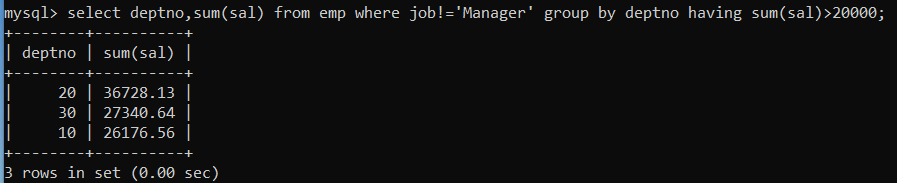 mysql> select deptno,sum(sal) from emp where job!='Manager' group by deptno having sum(sal)>20000;
+--------+----------+
| deptno | sum(sal) |
+--------+----------+
|     20 | 36728.13 |
|     30 | 27340.64 |
|     10 | 26176.56 |
+--------+----------+
3 rows in set (0.00 sec)